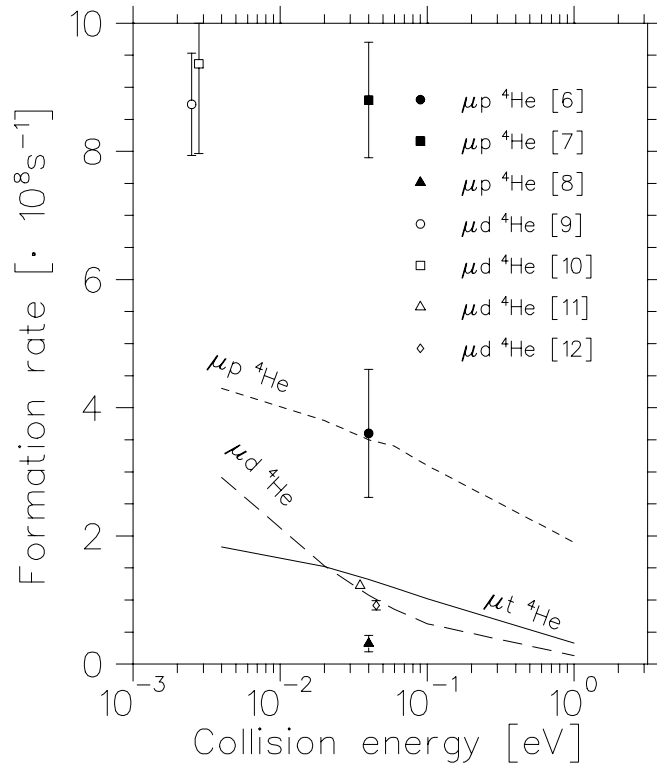 10
8
6
4
2
0
Formation rate [· 10⁸s⁻¹]
μp ⁴He [6]
μp ⁴He [7]
μp ⁴He [8]
μd ⁴He [9]
μd ⁴He [10]
μd ⁴He [11]
μd ⁴He [12]
μp ⁴He
μd ⁴He
μt ⁴He
10⁻³ 10⁻² 10⁻¹ 10⁰
Collision energy [eV]